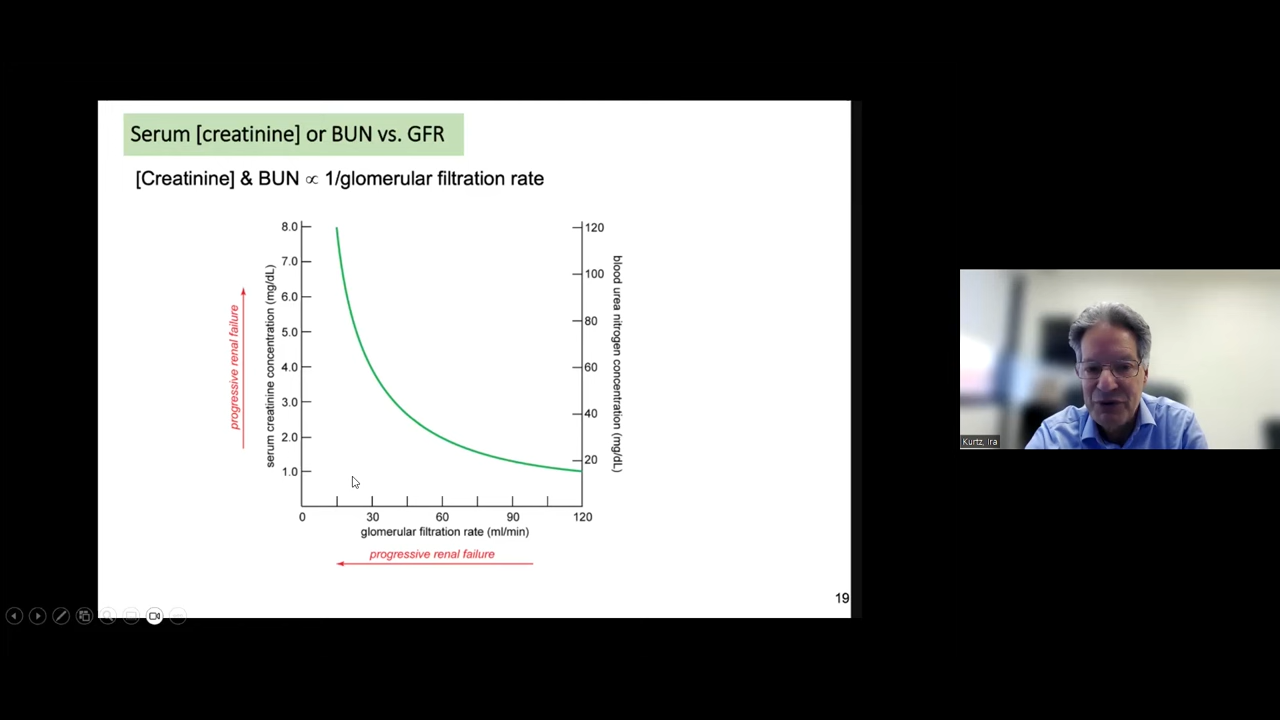 Serum [creatinine] or BUN vs. GFR
[Creatinine] & BUN ∝ 1/glomerular filtration rate
8.0
7.0
6.0
5.0
4.0
3.0
2.0
1.0
progressive renal failure
serum creatinine concentration (mg/dL)
120
100
80
60
40
20
blood urea nitrogen concentration (mg/dL)
0 30 60 90 120
glomerular filtration rate (ml/min)
progressive renal failure
19
Kurtz, Ira